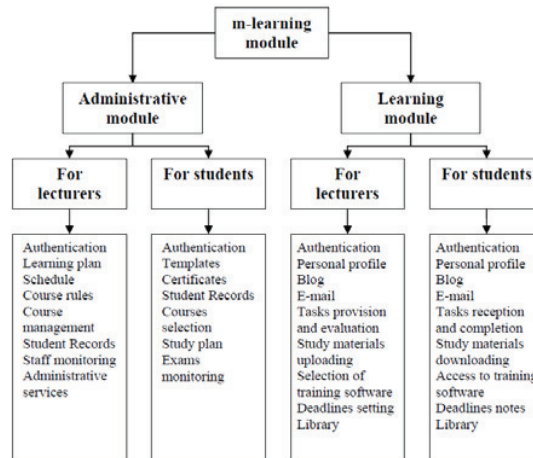 m-learning
module
Administrative
module
Learning
module
For
lecturers
For students
For
lecturers
For students
Authentication
Learning plan
Schedule
Course rules
Course
management
Student Records
Staff monitoring
Administrative
services
Authentication
Templates
Certificates
Student Records
Courses
selection
Study plan
Exams
monitoring
Authentication
Personal profile
Blog
E-mail
Tasks provision
and evaluation
Study materials
uploading
Selection of
training software
Deadlines setting
Library
Authentication
Personal profile
Blog
E-mail
Tasks reception
and completion
Study materials
downloading
Access to training
software
Deadlines notes
Library